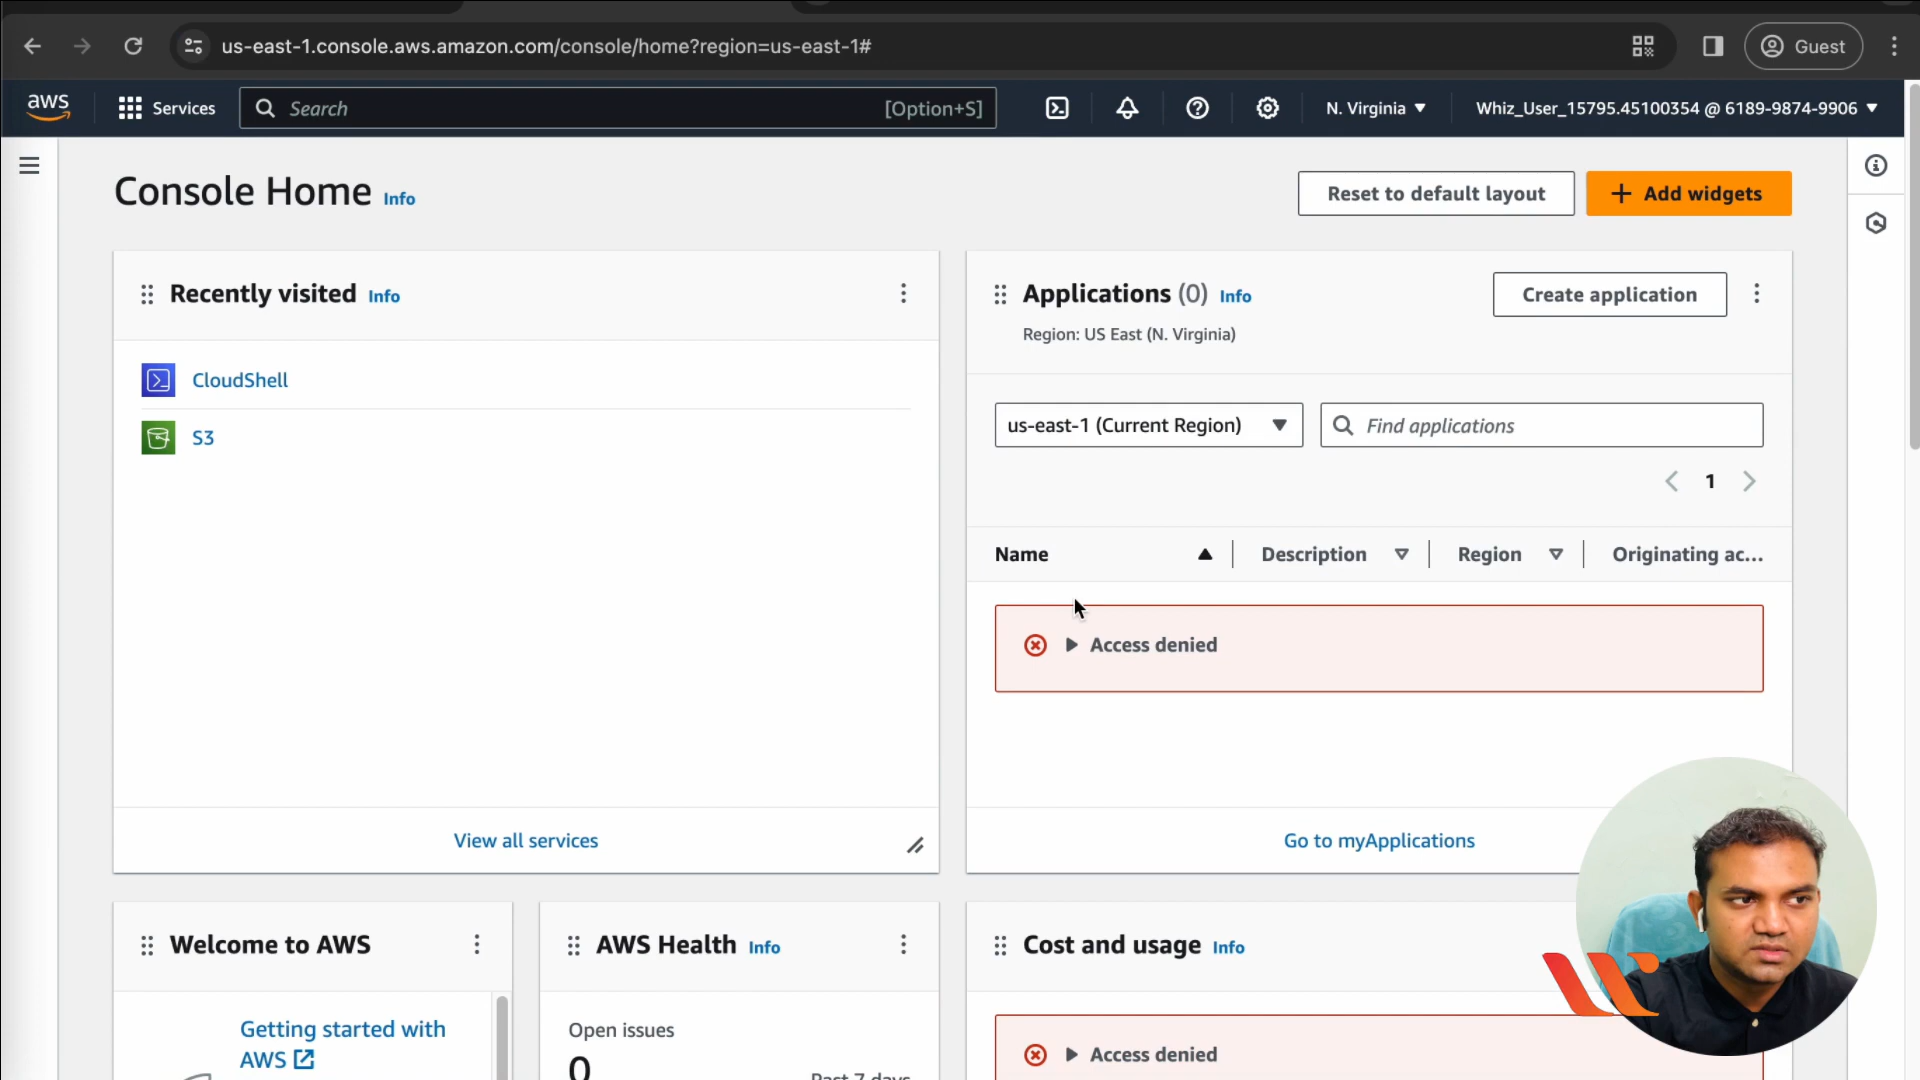 us-east-1.console.aws.amazon.com/console/home?region=us-east-1#
Guest
aws
Services
Search
[Option+S]
N. Virginia
Whiz_User_15795.45100354 @ 6189-9874-9906
Console Home Info
Reset to default layout
+ Add widgets
Recently visited Info
CloudShell
S3
View all services
Applications (0) Info
Create application
Region: US East (N. Virginia)
us-east-1 (Current Region)
Find applications
1
Name
Description
Region
Originating ac...
Access denied
Go to myApplications
Welcome to AWS
Getting started with
AWS
AWS Health Info
Open issues
0
Past 7 days
Cost and usage Info
Access denied